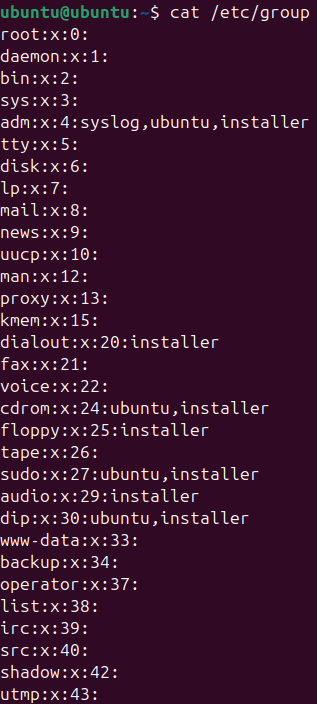 ubuntu@ubuntu:~$ cat /etc/group
root:x:0:
daemon:x:1:
bin:x:2:
sys:x:3:
adm:x:4:syslog,ubuntu,installer
tty:x:5:
disk:x:6:
lp:x:7:
mail:x:8:
news:x:9:
uucp:x:10:
man:x:12:
proxy:x:13:
kmem:x:15:
dialout:x:20:installer
fax:x:21:
voice:x:22:
cdrom:x:24:ubuntu,installer
floppy:x:25:installer
tape:x:26:
sudo:x:27:ubuntu,installer
audio:x:29:installer
dip:x:30:ubuntu,installer
www-data:x:33:
backup:x:34:
operator:x:37:
list:x:38:
irc:x:39:
src:x:40:
shadow:x:42:
utmp:x:43: